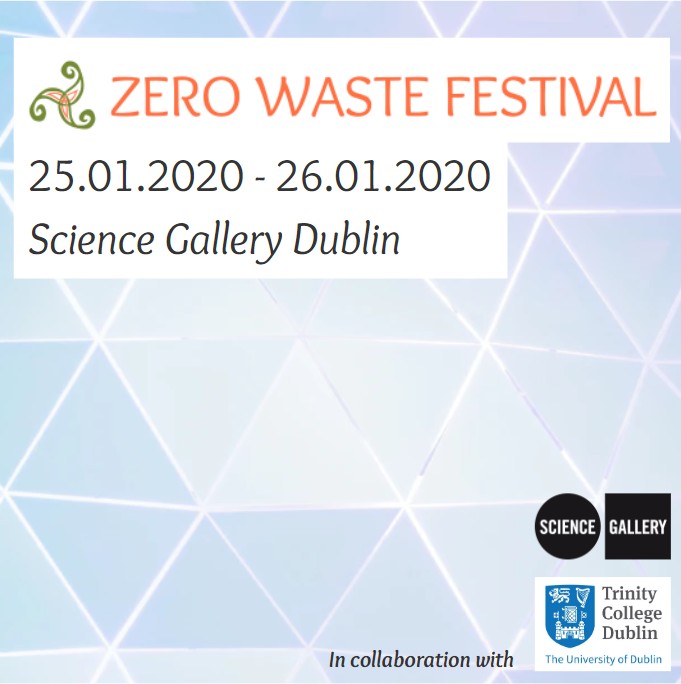 ZERO WASTE FESTIVAL
25.01.2020 - 26.01.2020
Science Gallery Dublin
SCIENCE GALLERY
Trinity
College
Dublin
The University of Dublin
In collaboration with